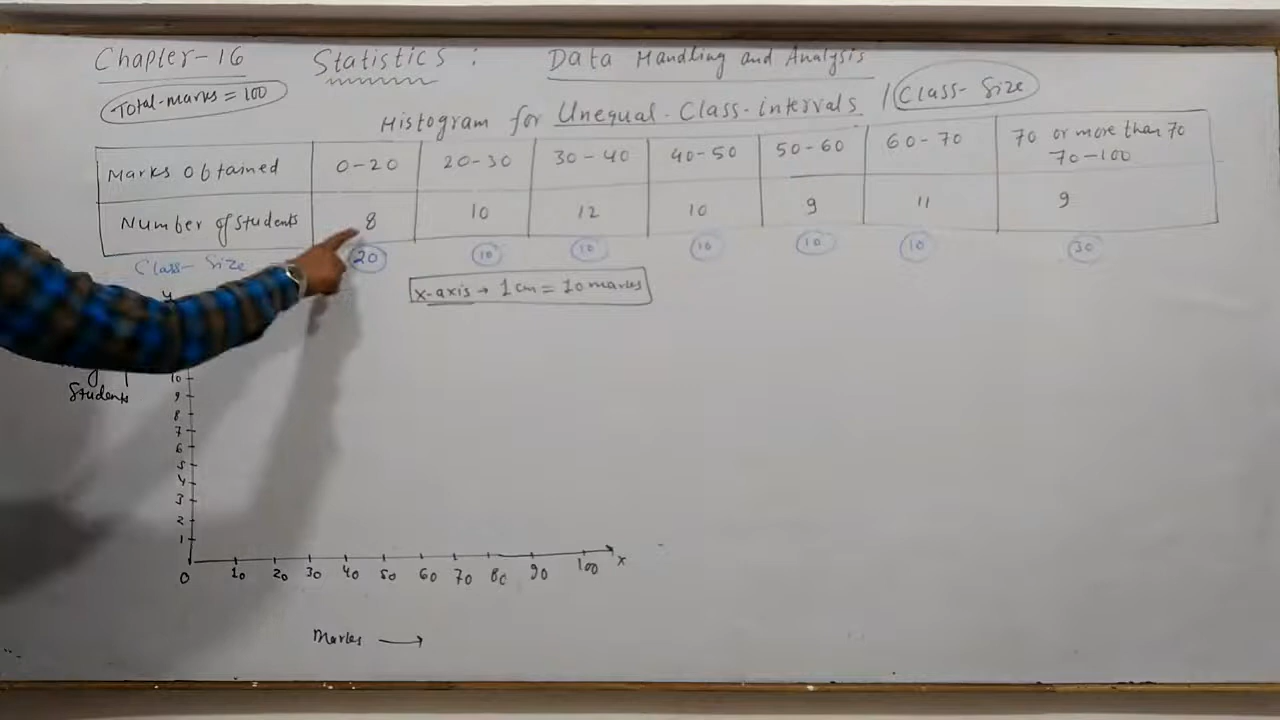 Chapter-16 Statistics : Data Handling and Analysis
Total-marks = 100
Histogram for Unequal-Class-intervals / Class-Size
Marks obtained 0-20 20-30 30-40 40-50 50-60 60-70 70 or more than 70
70-100
Number of students 8 10 12 10 9 11 9
Class-Size 20 10 10 10 10 10 30
x-axis → 1 cm = 10 marks
Y
10
Students
9
8
7
6
5
4
3
2
1
0 10 20 30 40 50 60 70 80 90 100 x
Marks →